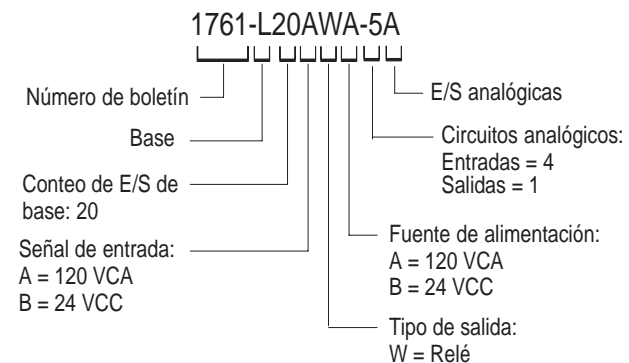 1761-L20AWA-5A
Número de boletín
Base
Conteo de E/S de
base: 20
Señal de entrada:
A = 120 VCA
B = 24 VCC
E/S analógicas
Circuitos analógicos:
Entradas = 4
Salidas = 1
Fuente de alimentación:
A = 120 VCA
B = 24 VCC
Tipo de salida:
W = Relé